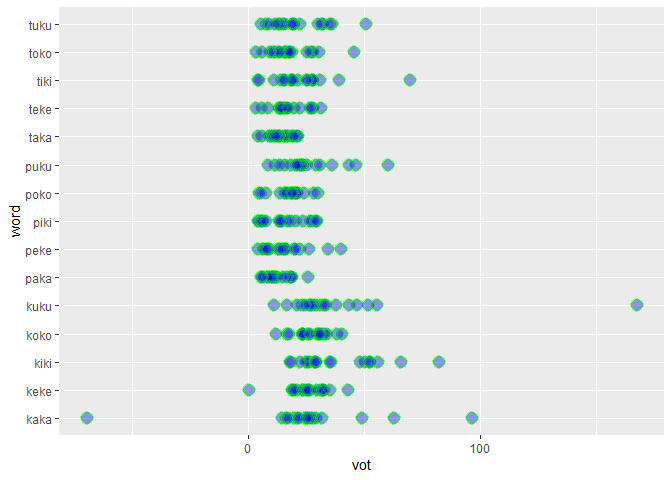 tuku
toko
tiki
teke
taka
puku
poko
piki
peke
paka
kuku
koko
kiki
keke
kaka
word
0
100
vot